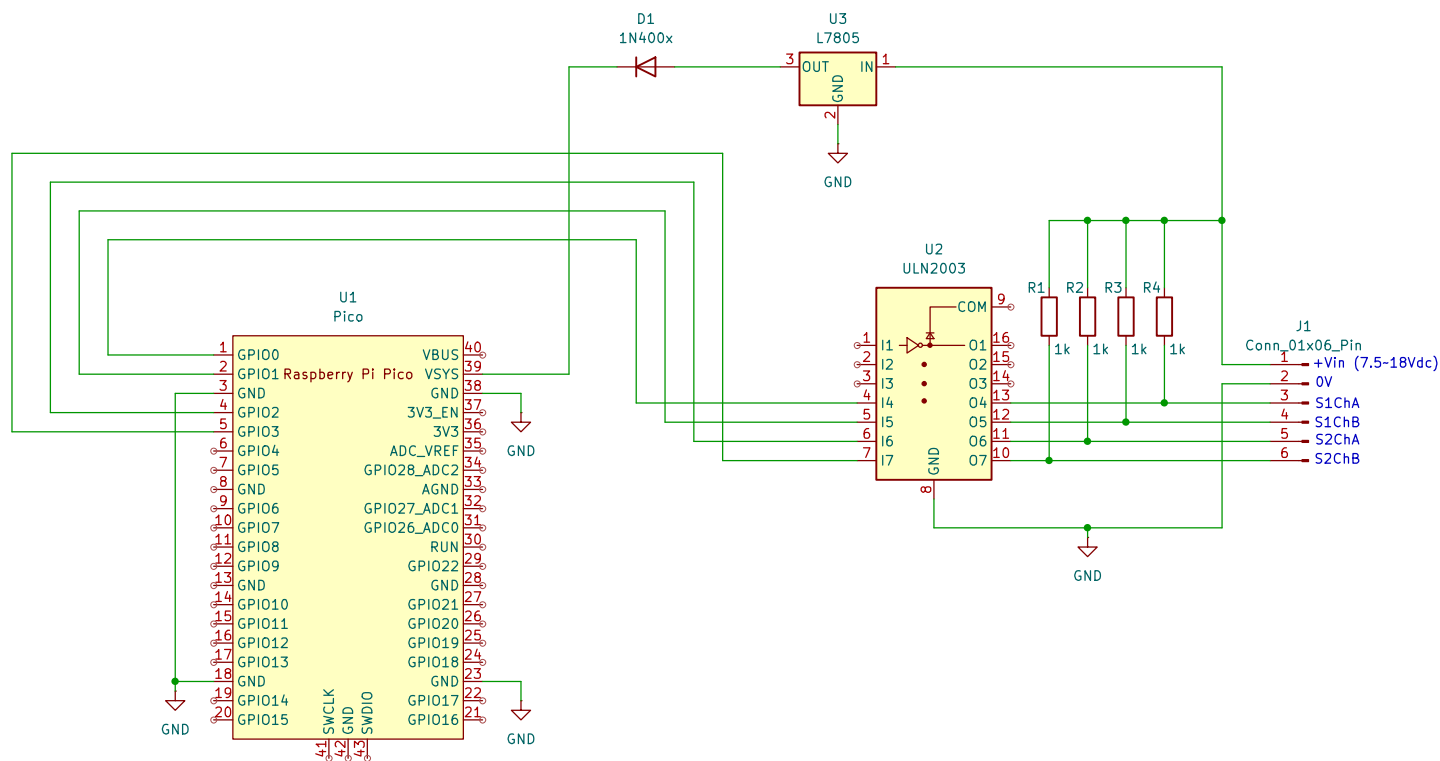 D1
1N400x
U3
L7805
3
OUT
IN
1
GND
2
GND
U1
Pico
Raspberry Pi Pico
1
GPIO0
2
GPIO1
3
GND
4
GPIO2
5
GPIO3
6
GPIO4
7
GPIO5
8
GND
9
GPIO6
10
GPIO7
11
GPIO8
12
GPIO9
13
GND
14
GPIO10
15
GPIO11
16
GPIO12
17
GPIO13
18
GND
19
GPIO14
20
GPIO15
VBUS
40
VSYS
39
GND
38
3V3_EN
37
3V3
36
ADC_VREF
35
GPIO28_ADC2
34
AGND
33
GPIO27_ADC1
32
GPIO26_ADC0
31
RUN
30
GPIO22
29
GND
28
GPIO21
27
GPIO20
26
GPIO19
25
GPIO18
24
GND
23
GPIO17
22
GPIO16
21
SWCLK
41
GND
42
SWDIO
43
GND
GND
GND
U2
ULN2003
COM
9
1
I1
2
I2
3
I3
4
I4
5
I5
6
I6
7
I7
O1
16
O2
15
O3
14
O4
13
O5
12
O6
11
O7
10
GND
8
GND
R1
1k
R2
1k
R3
1k
R4
1k
J1
Conn_01x06_Pin
1
+Vin (7.5~18Vdc)
2
0V
3
S1ChA
4
S1ChB
5
S2ChA
6
S2ChB